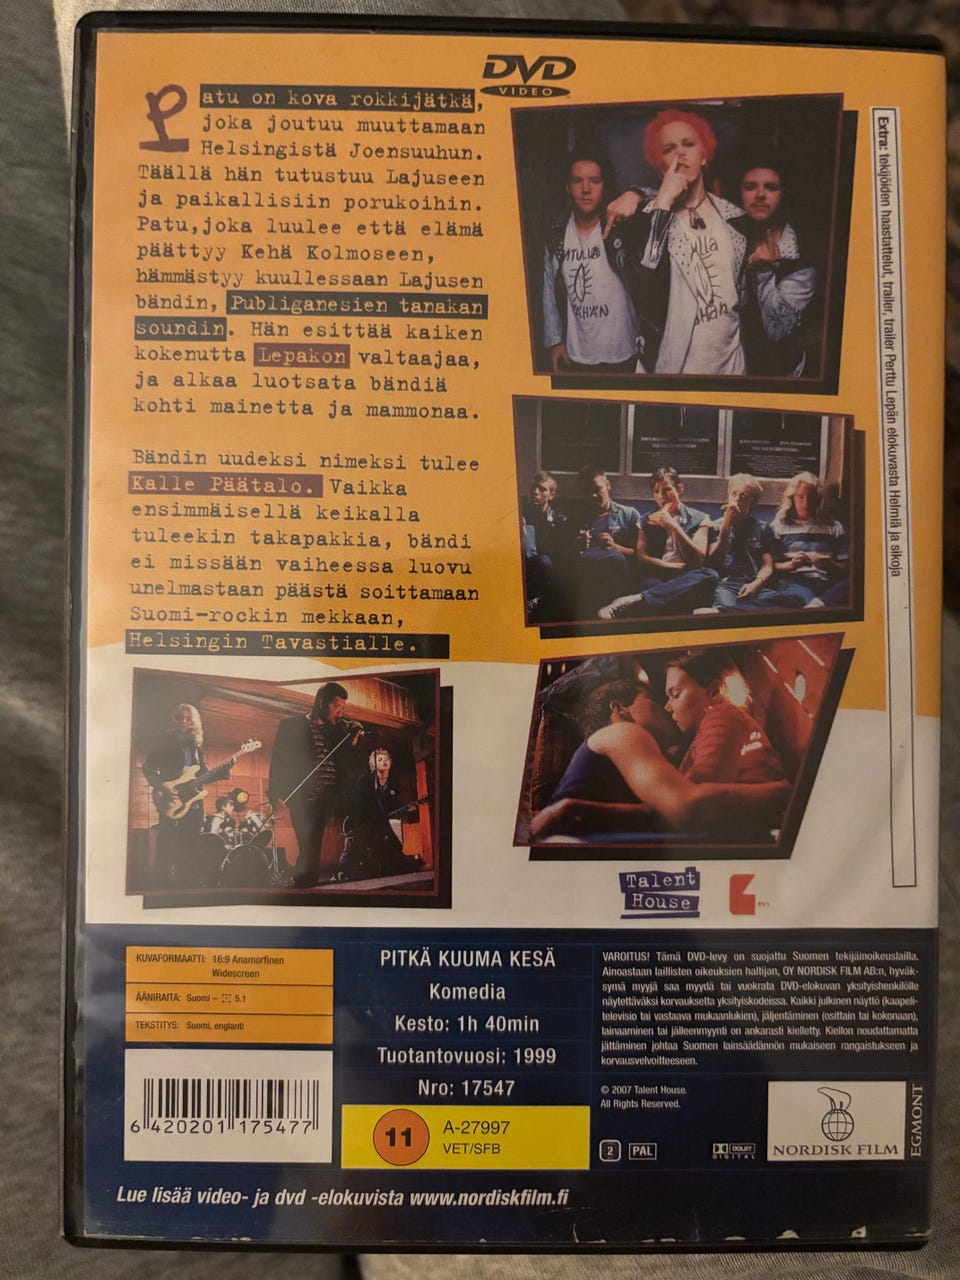 DVD
VIDEO
Patu on kova rokkijätkä,
joka joutuu muuttamaan
Helsingistä Joensuuhun.
Täällä hän tutustuu Lajuseen
ja paikallisiin porukoihin.
Patu,joka luulee että elämä
päättyy Kehä Kolmoseen,
hämmästyy kuullessaan Lajusen
bändin, Publiganesien tanakan
soundin. Hän esittää kaiken
kokenutta Lepakon valtaajaa,
ja alkaa luotsata bändiä
kohti mainetta ja mammonaa.
Bändin uudeksi nimeksi tulee
Kalle Päätalo. Vaikka
ensimmäisellä keikalla
tuleekin takapakkia, bändi
ei missään vaiheessa luovu
unelmastaan päästä soittamaan
Suomi-rockin mekkaan,
Helsingin Tavastialle.
Extra: tekijöiden haastattelut, trailer, trailer Perttu Lepän elokuvasta Helmiä ja sikoja
Talent
House
KUVAFORMAATTI: 16:9 Anamorfinen
Widescreen
ÄÄNIRAITA: Suomi – 5.1
TEKSTITYS: Suomi, englanti
6 420201 175477
PITKÄ KUUMA KESÄ
Komedia
Kesto: 1h 40min
Tuotantovuosi: 1999
Nro: 17547
11
A-27997
VET/SFB
VAROITUS! Tämä DVD-levy on suojattu Suomen tekijäinoikeuslailla.
Ainoastaan laillisten oikeuksien haltijan, OY NORDISK FILM AB:n, hyväk-
symä myyjä saa myydä tai vuokrata DVD-elokuvan yksityishenkilölle
näytettäväksi korvauksetta yksityiskodeissa. Kaikki julkinen näyttö (kaapeli-
televisio tai vastaava mukaanlukien), jäljentäminen (osittain tai kokonaan),
lainaaminen tai jälleenmyynti on ankarasti kielletty. Kiellon noudattamatta
jättäminen johtaa Suomen lainsäädännön mukaiseen rangaistukseen ja
korvausvelvoitteeseen.
© 2007 Talent House.
All Rights Reserved.
2 PAL
DOLBY
DIGITAL
NORDISK FILM
EGMONT
Lue lisää video- ja dvd -elokuvista www.nordiskfilm.fi